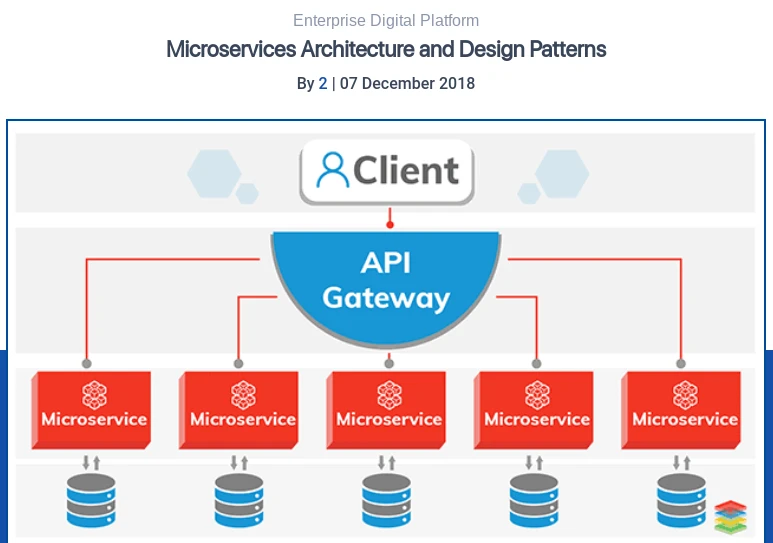 Enterprise Digital Platform
Microservices Architecture and Design Patterns
By 2 | 07 December 2018
Client
API
Gateway
Microservice
Microservice
Microservice
Microservice
Microservice